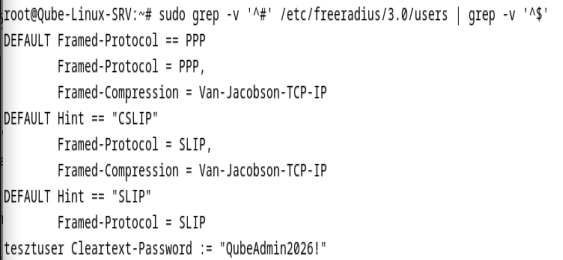 root@Qube-Linux-SRV:~# sudo grep -v '^#' /etc/freeradius/3.0/users | grep -v '^$'
DEFAULT Framed-Protocol == PPP
        Framed-Protocol = PPP,
        Framed-Compression = Van-Jacobson-TCP-IP
DEFAULT Hint == "CSLIP"
        Framed-Protocol = SLIP,
        Framed-Compression = Van-Jacobson-TCP-IP
DEFAULT Hint == "SLIP"
        Framed-Protocol = SLIP
tesztuser Cleartext-Password := "QubeAdmin2026!"